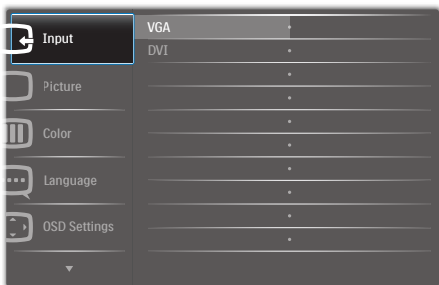 Input
VGA
DVI
Picture
Color
Language
OSD Settings